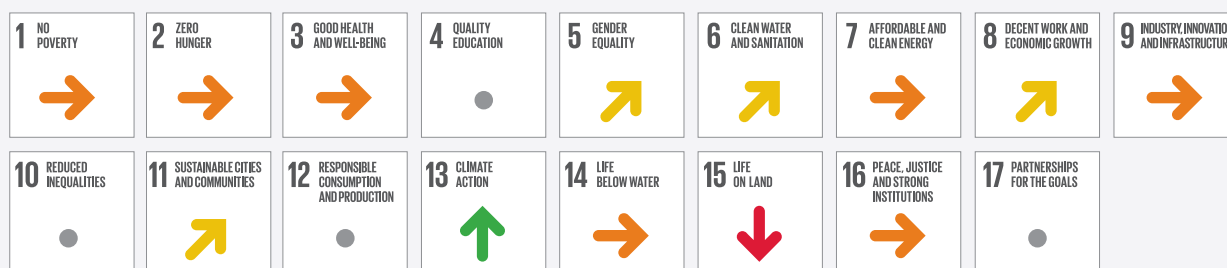 1 NO
POVERTY
2 ZERO
HUNGER
3 GOOD HEALTH
AND WELL-BEING
4 QUALITY
EDUCATION
5 GENDER
EQUALITY
6 CLEAN WATER
AND SANITATION
7 AFFORDABLE AND
CLEAN ENERGY
8 DECENT WORK AND
ECONOMIC GROWTH
9 INDUSTRY, INNOVATIO
AND INFRASTRUCTUR
10 REDUCED
INEQUALITIES
11 SUSTAINABLE CITIES
AND COMMUNITIES
12 RESPONSIBLE
CONSUMPTION
AND PRODUCTION
13 CLIMATE
ACTION
14 LIFE
BELOW WATER
15 LIFE
ON LAND
16 PEACE, JUSTICE
AND STRONG
INSTITUTIONS
17 PARTNERSHIPS
FOR THE GOALS